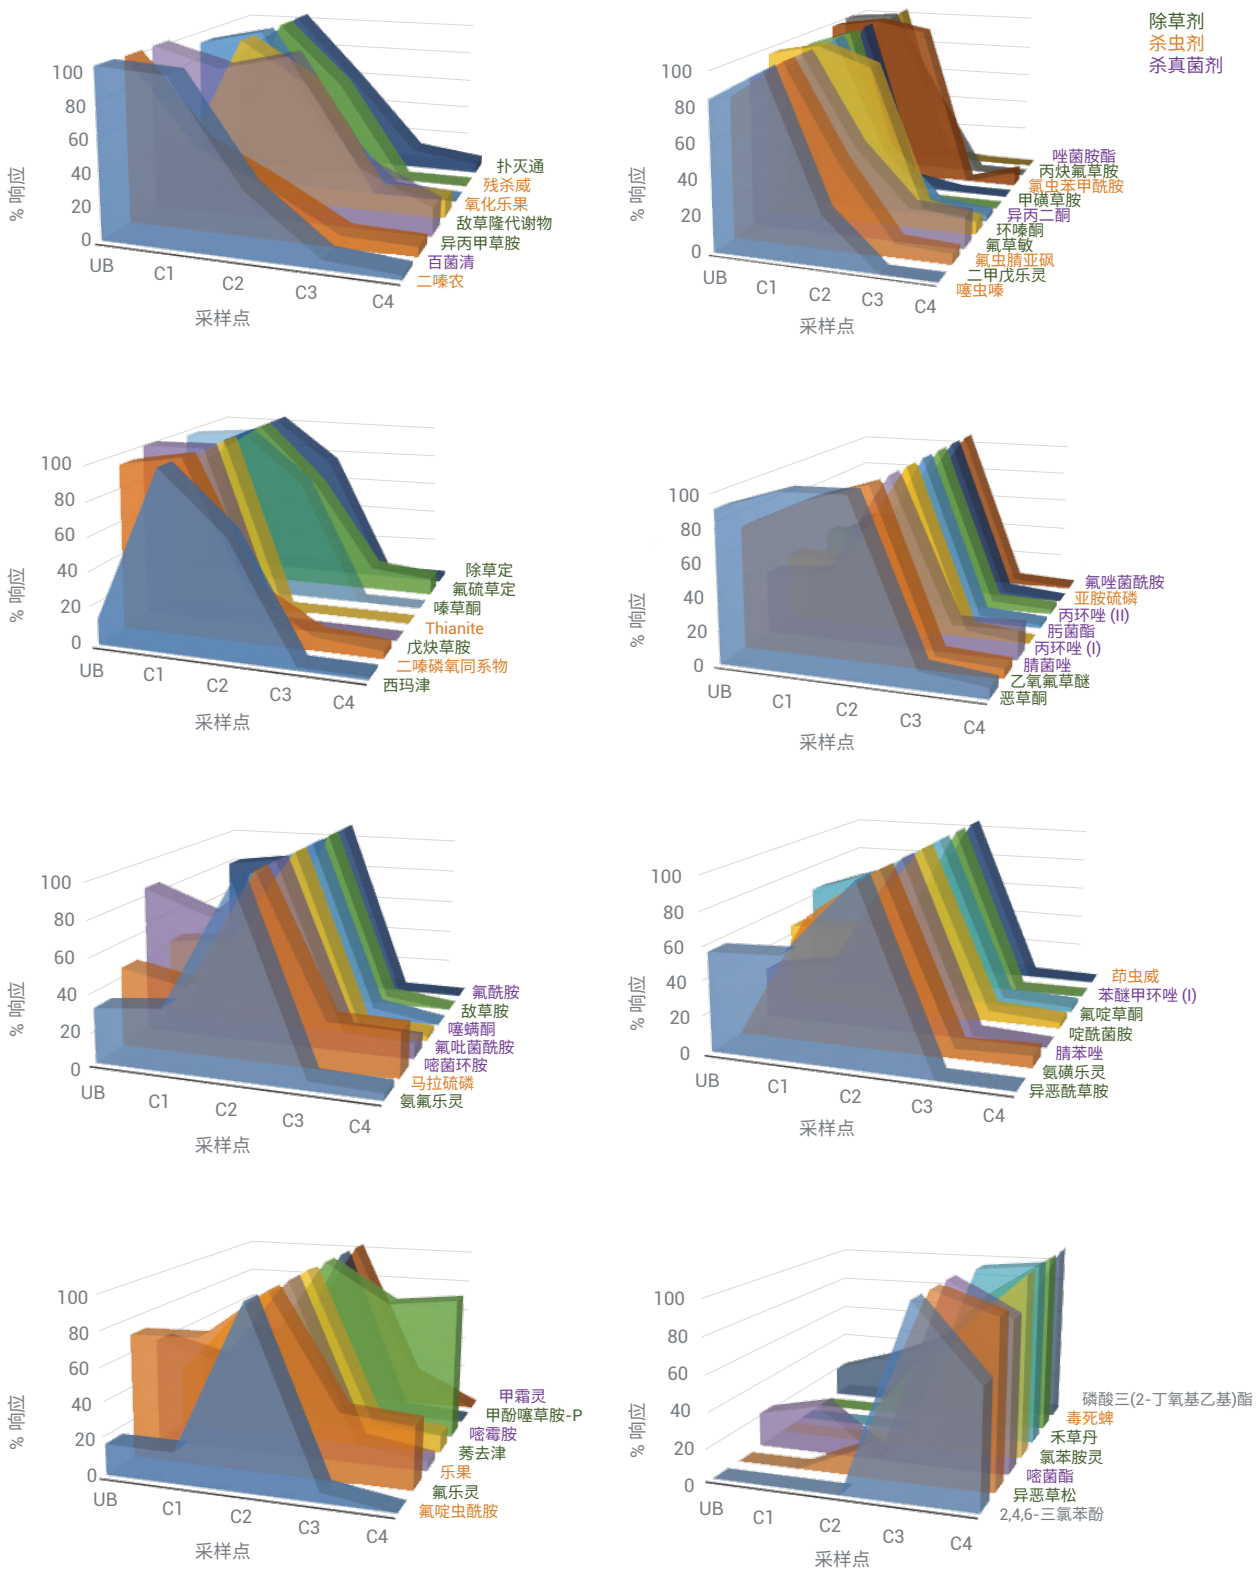 除草剂
杀虫剂
杀真菌剂
100
80
60
40
20
0
% 响应
UB
C1
C2
C3
C4
采样点
扑灭通
残杀威
氧化乐果
敌草隆代谢物
异丙甲草胺
百菌清
二嗪农
100
80
60
40
20
0
% 响应
UB
C1
C2
C3
C4
采样点
唑菌胺酯
丙炔氟草胺
氯虫苯甲酰胺
甲磺草胺
异丙二酮
环嗪酮
氟草敏
氟虫腈亚砜
二甲戊乐灵
噻虫嗪
100
80
60
40
20
0
% 响应
UB
C1
C2
C3
C4
采样点
除草定
氟硫草定
嗪草酮
Thianite
戊炔草胺
二嗪磷氧同系物
西玛津
100
80
60
40
20
0
% 响应
UB
C1
C2
C3
C4
采样点
氟唑菌酰胺
亚胺硫磷
丙环唑 (II)
肟菌酯
丙环唑 (I)
腈菌唑
乙氧氟草醚
恶草酮
100
80
60
40
20
0
% 响应
UB
C1
C2
C3
C4
采样点
氟酰胺
敌草胺
噻螨酮
氟吡菌酰胺
嘧菌环胺
马拉硫磷
氨氟乐灵
100
80
60
40
20
0
% 响应
UB
C1
C2
C3
C4
采样点
茚虫威
苯醚甲环唑 (I)
氟啶草酮
啶酰菌胺
腈苯唑
氨磺乐灵
异恶酰草胺
100
80
60
40
20
0
% 响应
UB
C1
C2
C3
C4
采样点
甲霜灵
甲酚噻草胺-P
嘧霉胺
莠去津
乐果
氟乐灵
氟啶虫酰胺
100
80
60
40
20
0
% 响应
UB
C1
C2
C3
C4
采样点
磷酸三(2-丁氧基乙基)酯
毒死蜱
禾草丹
氯苯胺灵
嘧菌酯
异恶草松
2,4,6-三氯苯酚